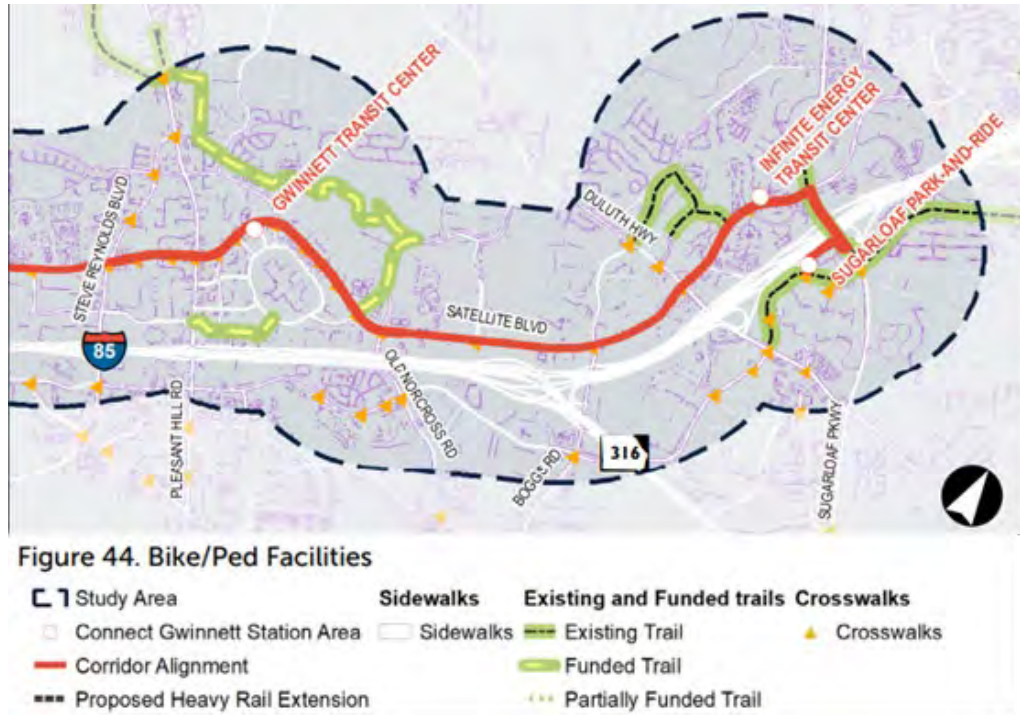 GWINNETT TRANSIT CENTER
INFINITE ENERGY
TRANSIT CENTER
SUGARLOAF PARK-AND-RIDE
STEVE REYNOLDS BLVD
DULUTH HWY
SATELLITE BLVD
85
PLEASANT HILL RD
OLD NORCROSS RD
BOGGS RD
316
SUGARLOAF PKWY
Figure 44. Bike/Ped Facilities
Study Area
Connect Gwinnett Station Area
Corridor Alignment
Proposed Heavy Rail Extension
Sidewalks
Sidewalks
Existing and Funded trails
Existing Trail
Funded Trail
Partially Funded Trail
Crosswalks
Crosswalks